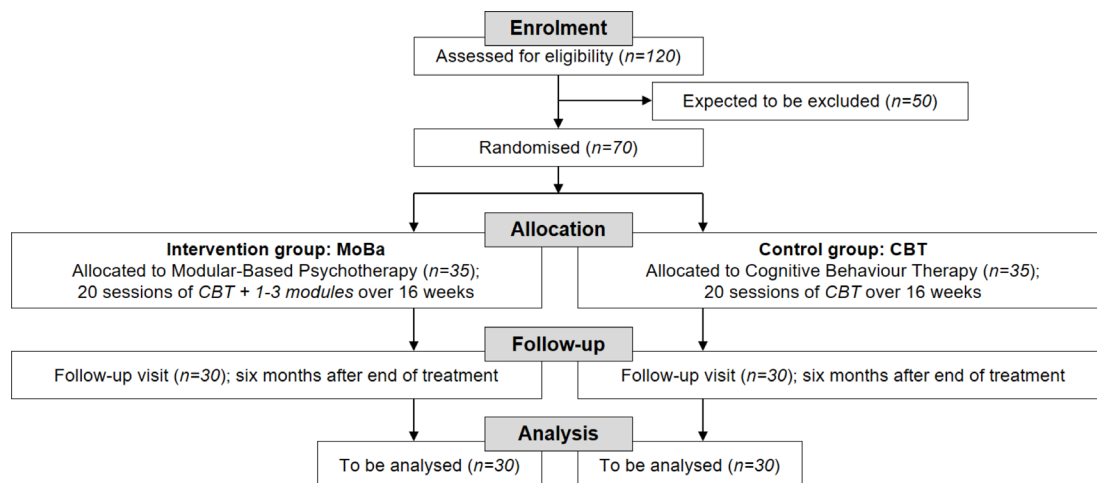 Enrolment
Assessed for eligibility (n=120)
Expected to be excluded (n=50)
Randomised (n=70)
Allocation
Intervention group: MoBa
Allocated to Modular-Based Psychotherapy (n=35);
20 sessions of CBT + 1-3 modules over 16 weeks
Control group: CBT
Allocated to Cognitive Behaviour Therapy (n=35);
20 sessions of CBT over 16 weeks
Follow-up
Follow-up visit (n=30); six months after end of treatment
Follow-up visit (n=30); six months after end of treatment
Analysis
To be analysed (n=30)
To be analysed (n=30)